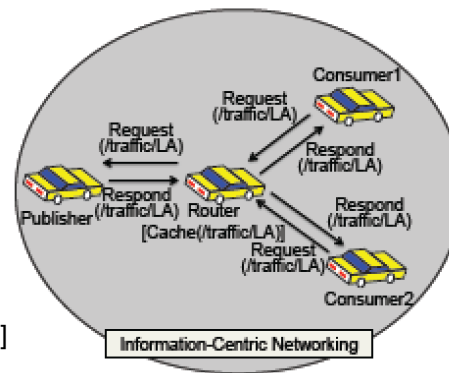 Consumer1
Request
(/traffic/LA)
Respond
(/traffic/LA)
Request
(/traffic/LA)
Publisher
Respond
(/traffic/LA)
Router
[Cache(/traffic/LA)]
Respond
(/traffic/LA)
Request
(/traffic/LA)
Consumer2
]
Information-Centric Networking